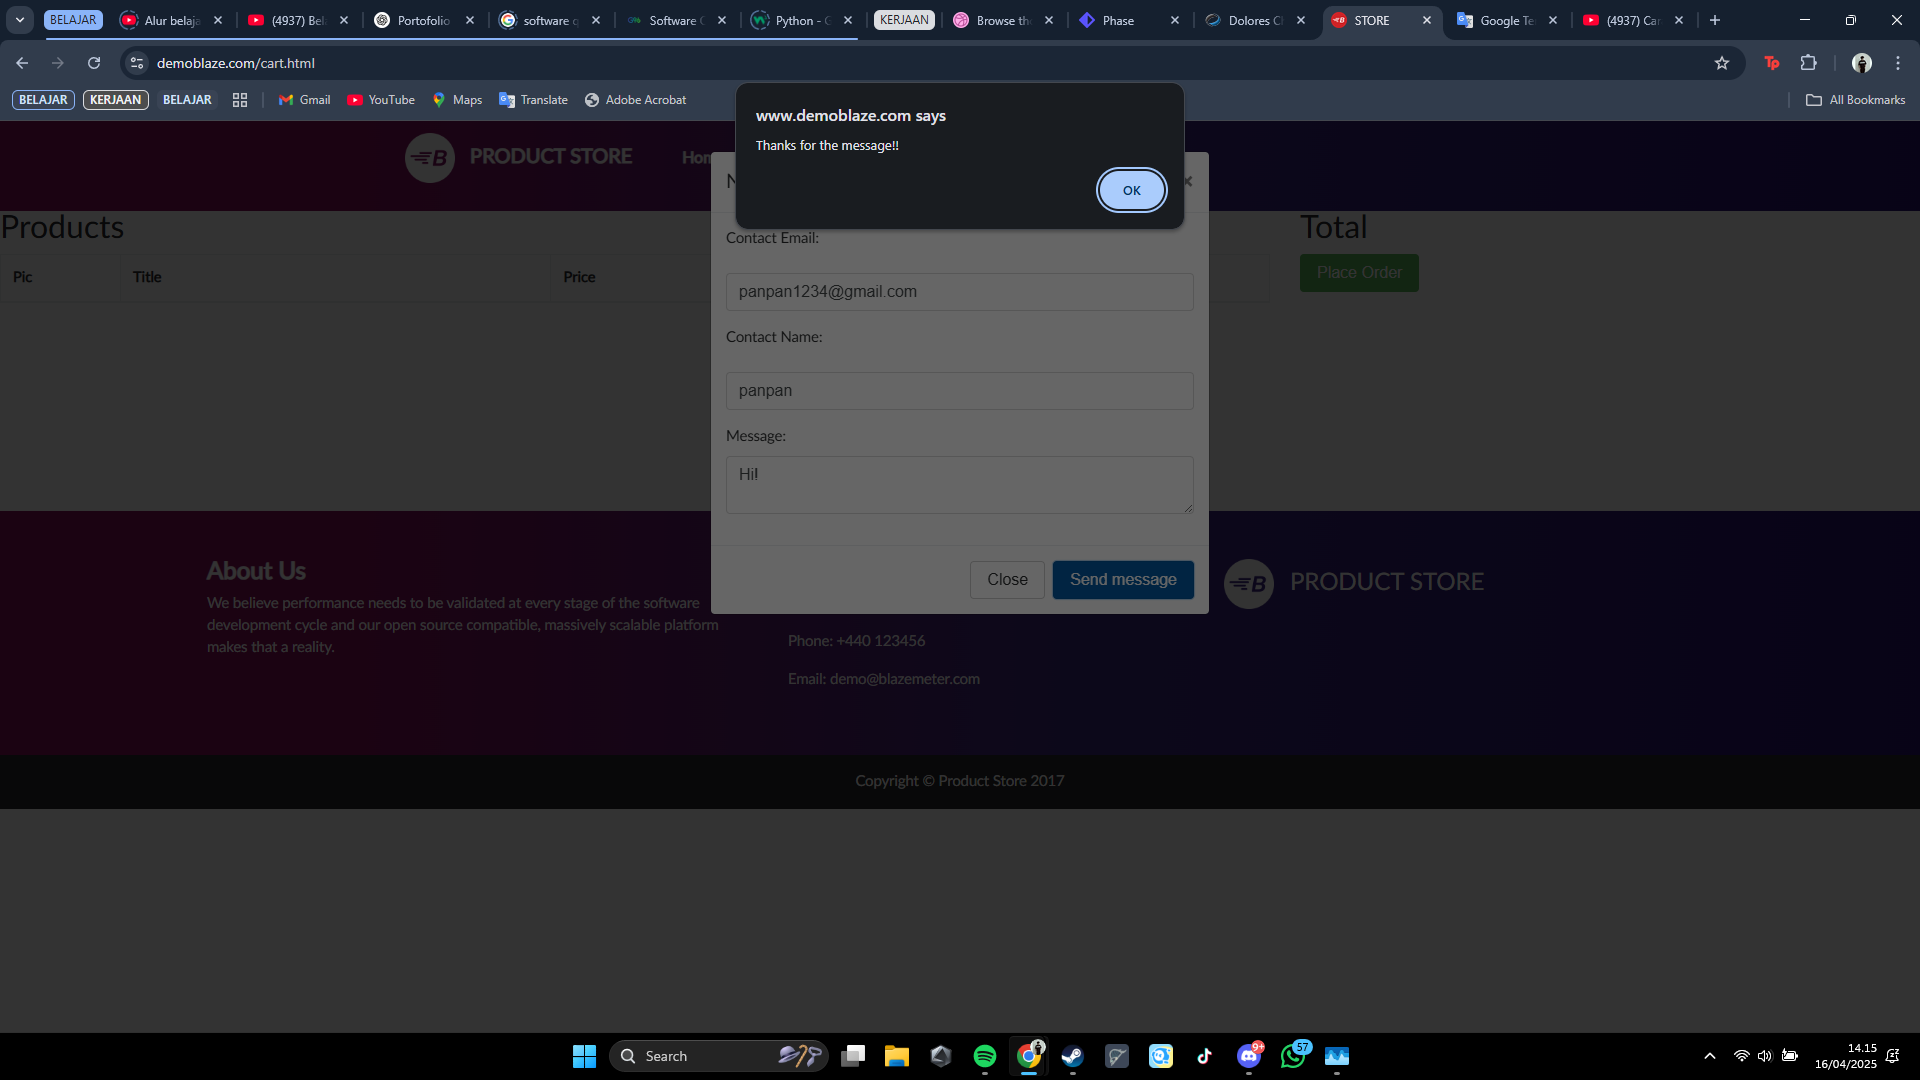 BELAJAR
Alur belaja
(4937) Bel
Portofolio
software q
Software
Python - G
KERJAAN
Browse the
Phase
Dolores Cl
STORE
Google Te
(4937) Car
demoblaze.com/cart.html
Tp
BELAJAR
KERJAAN
BELAJAR
Gmail
YouTube
Maps
Translate
Adobe Acrobat
All Bookmarks
www.demoblaze.com says
Thanks for the message!!
OK
B
PRODUCT STORE
Hom
N
Products
Pic
Title
Price
Total
Place Order
Contact Email:
panpan1234@gmail.com
Contact Name:
panpan
Message:
Hi!
Close
Send message
About Us
We believe performance needs to be validated at every stage of the software
development cycle and our open source compatible, massively scalable platform
makes that a reality.
Phone: +440 123456
Email: demo@blazemeter.com
B
PRODUCT STORE
Copyright © Product Store 2017
Search
9+
57
14.15
16/04/2025